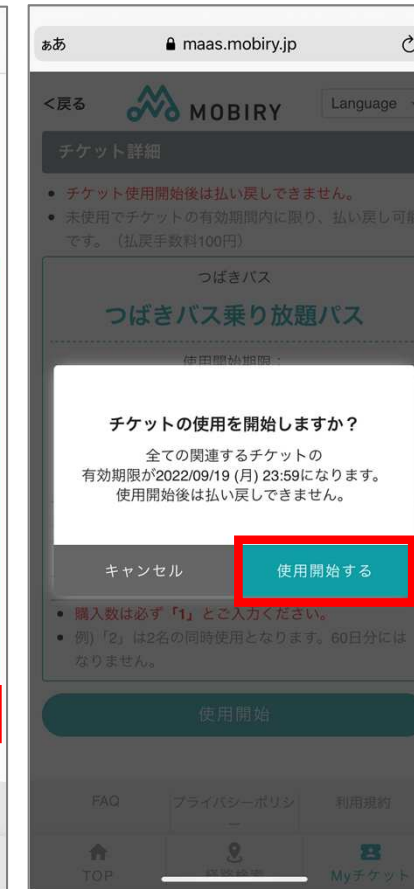 ぁあ maas.mobiry.jp
<戻る MOBIRY Language
チケット詳細
• チケット使用開始後は払い戻しできません。
• 未使用でチケットの有効期間内に限り、払い戻し可能
です。（払戻手数料100円）
つばきバス
つばきバス乗り放題パス
使用開始期限：
チケットの使用を開始しますか？
全ての関連するチケットの
有効期限が2022/09/19 (月) 23:59になります。
使用開始後は払い戻しできません。
キャンセル 使用開始する
• 購入数は必ず「1」とご入力ください。
• 例)「2」は2名の同時使用となります。60日分には
なりません。
使用開始
FAQ プライバシーポリシ
ー 利用規約
TOP 経路検索 Myチケット